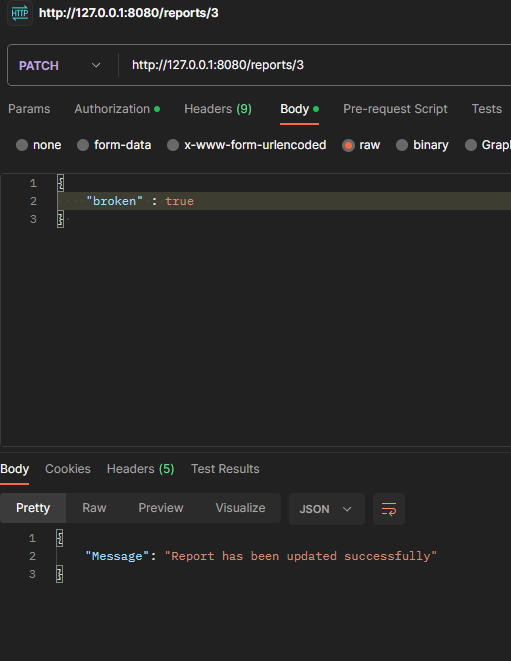 HTTP http://127.0.0.1:8080/reports/3
PATCH http://127.0.0.1:8080/reports/3
Params Authorization Headers (9) Body Pre-request Script Tests
none form-data x-www-form-urlencoded raw binary Grap
1 {
2 "broken" : true
3 }
Body Cookies Headers (5) Test Results
Pretty Raw Preview Visualize JSON
1 {
2 "Message": "Report has been updated successfully"
3 }